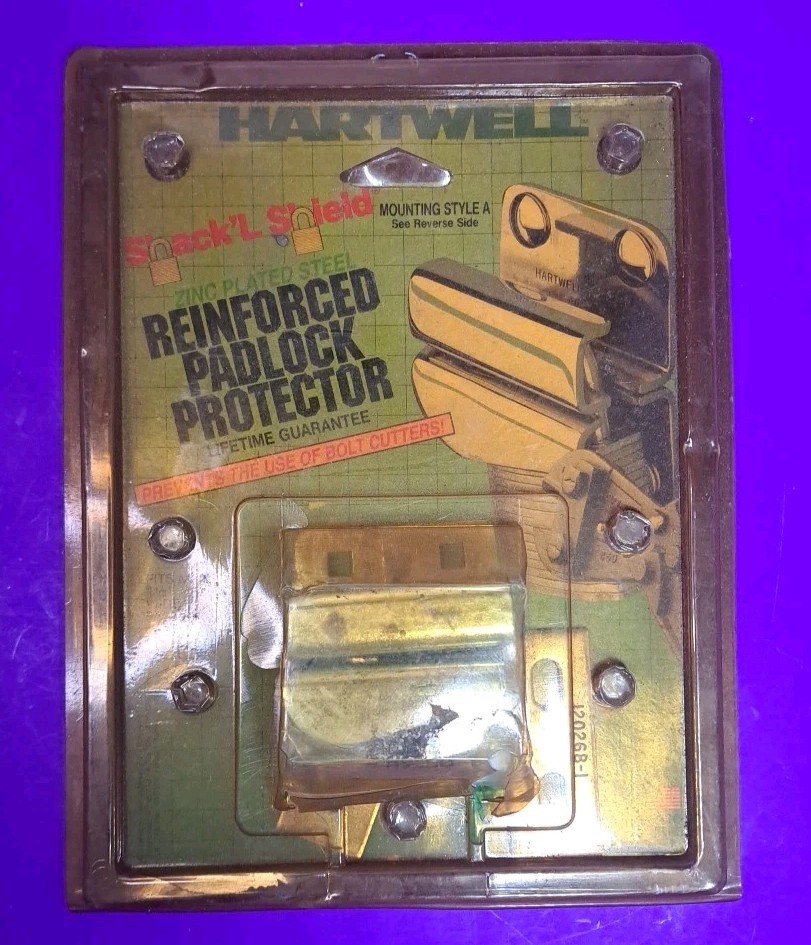 HARTWELL
Shack'L Shield
MOUNTING STYLE A
See Reverse Side
ZINC PLATED STEEL
REINFORCED
PADLOCK
PROTECTOR
LIFETIME GUARANTEE
PREVENTS THE USE OF BOLT CUTTERS!
HARTWELL
120268-1